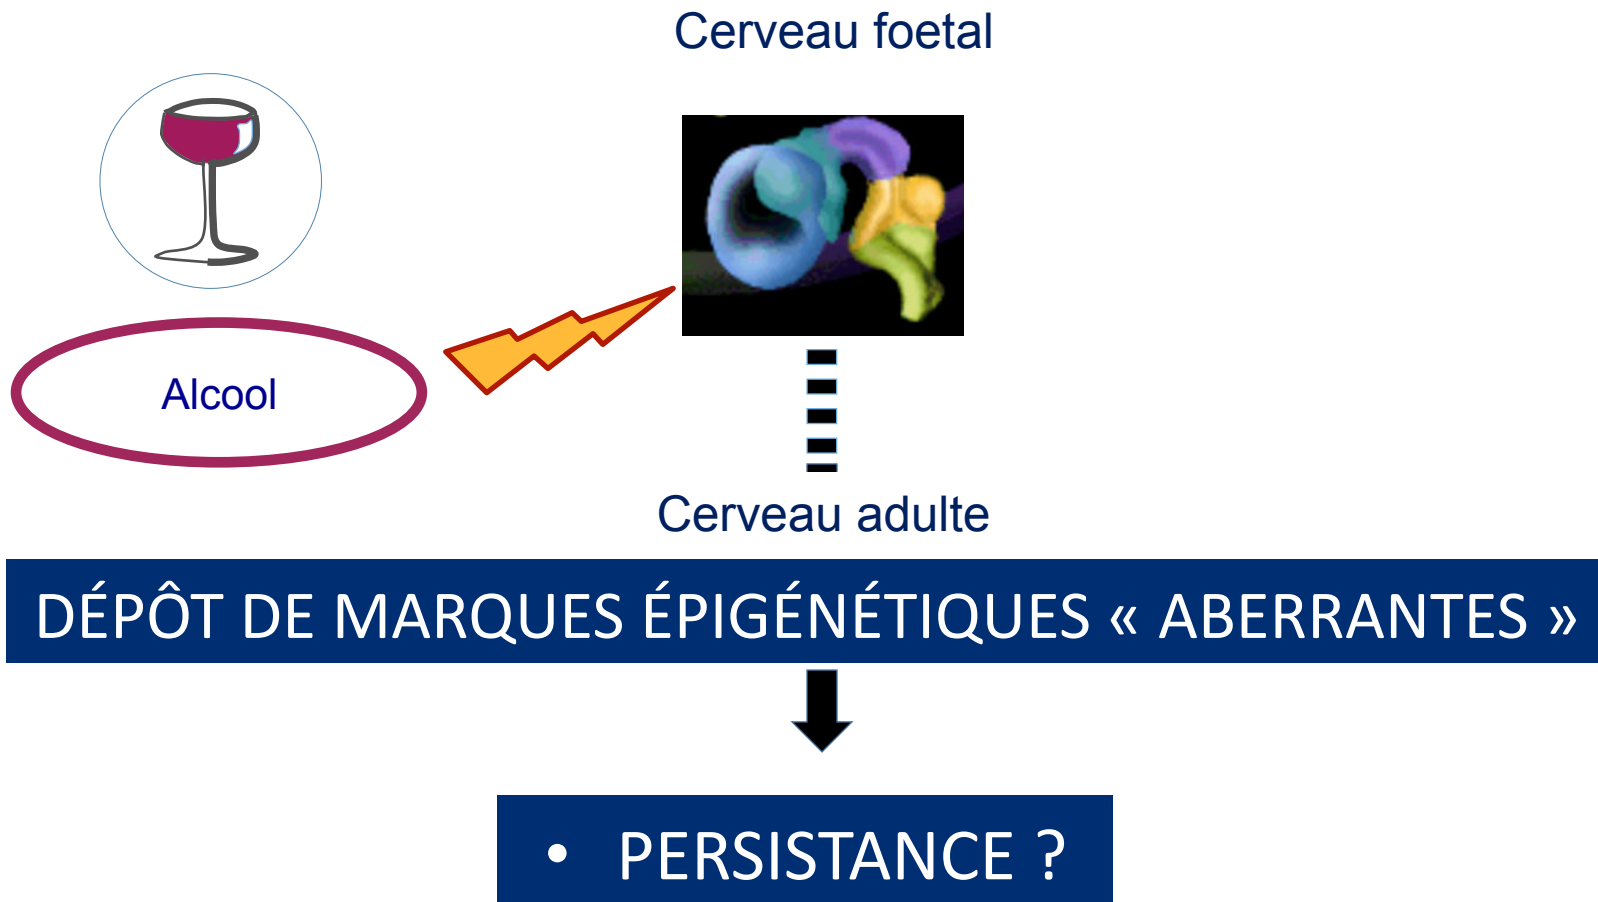 Cerveau foetal
Alcool
Cerveau adulte
DÉPÔT DE MARQUES ÉPIGÉNÉTIQUES « ABERRANTES »
• PERSISTANCE ?